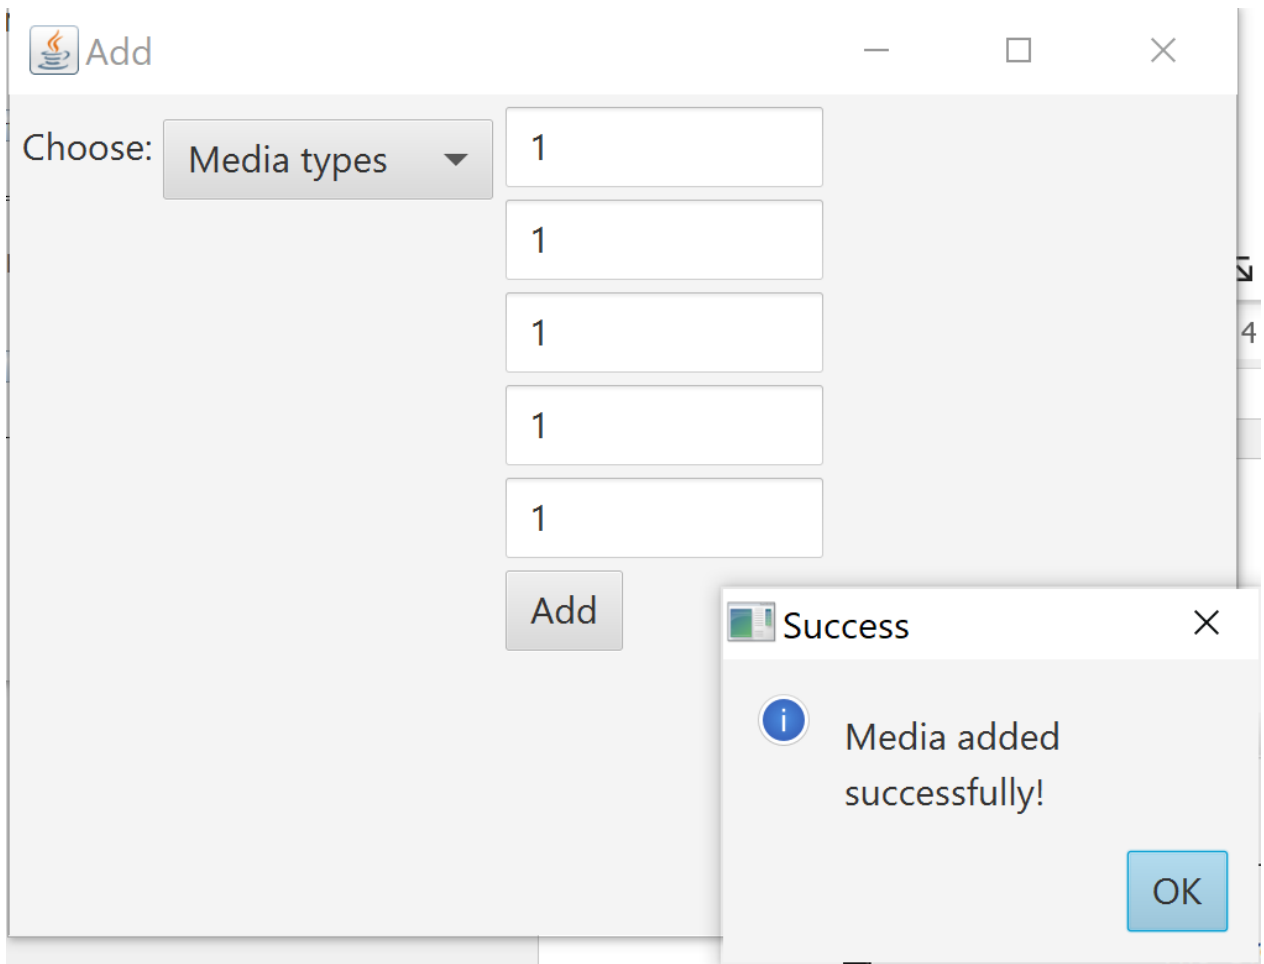 Add
Choose:
Media types
1
1
1
1
1
Add
4
Success
Media added
successfully!
OK